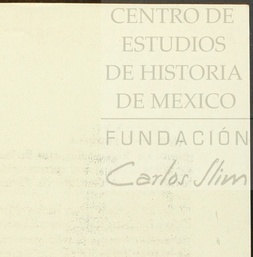 CENTRO DE
ESTUDIOS
DE HISTORIA
DE MEXICO
FUNDACIÓN
Carlos Slim